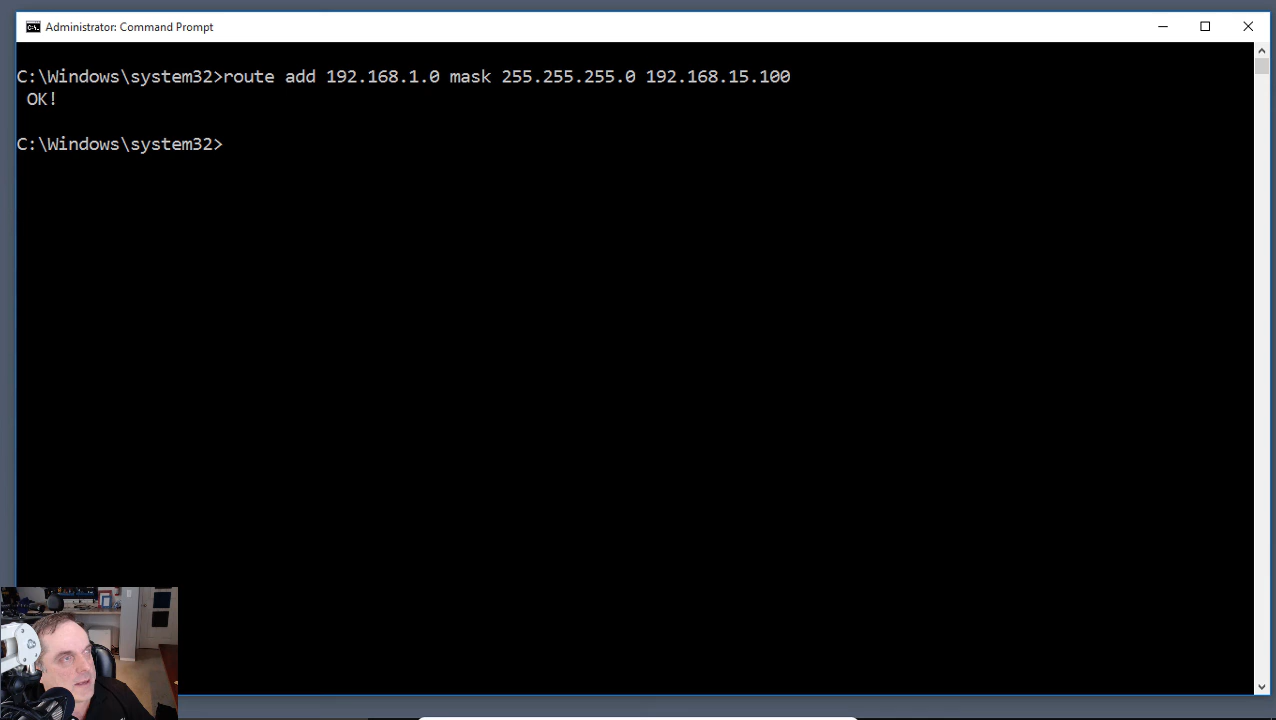 Administrator: Command Prompt
C:\Windows\system32>route add 192.168.1.0 mask 255.255.255.0 192.168.15.100
OK!
C:\Windows\system32>